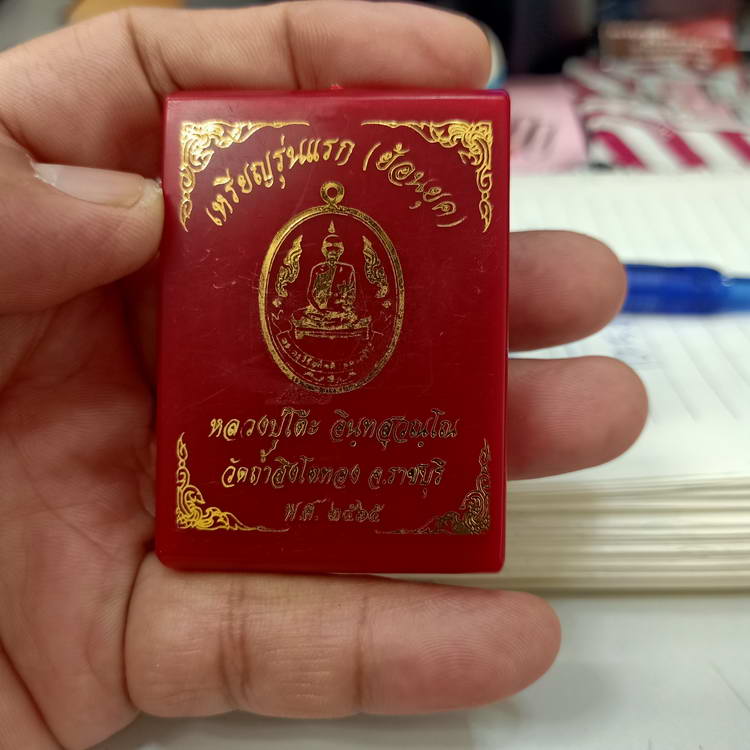 เหรียญรุ่นแรก (ย้อนยุค)
หลวงปู่โต๊ะ อินฺทสุวณฺโณ
วัดถ้ำสิงโตทอง จ.ราชบุรี
พ.ศ. ๒๕๖๕